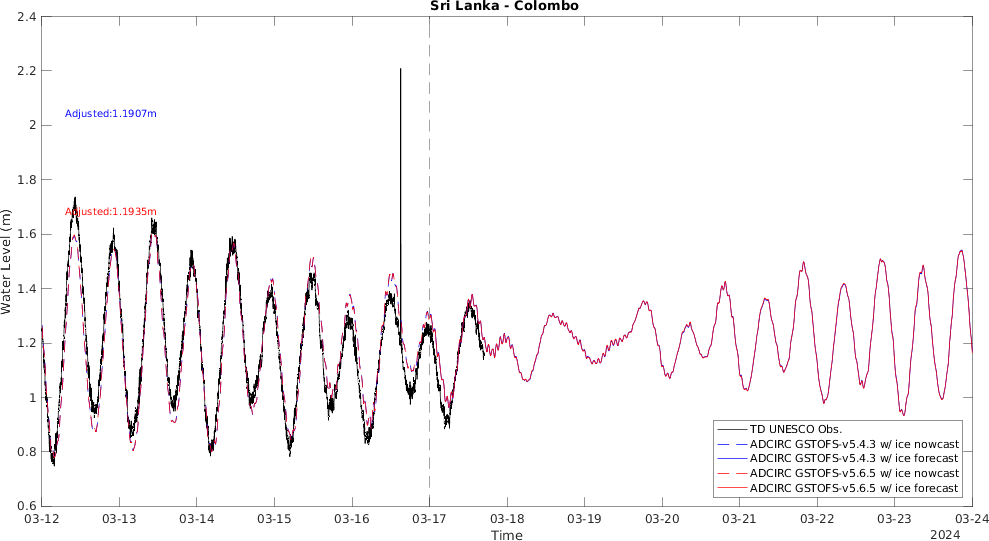 Sri Lanka - Colombo
2.4
2.2
2
1.8
1.6
1.4
1.2
1
0.8
0.6
Water Level (m)
Adjusted:1.1907m
Adjusted:1.1935m
TD UNESCO Obs.
ADCIRC GSTOFS-v5.4.3 w/ ice nowcast
ADCIRC GSTOFS-v5.4.3 w/ ice forecast
ADCIRC GSTOFS-v5.6.5 w/ ice nowcast
ADCIRC GSTOFS-v5.6.5 w/ ice forecast
03-12 03-13 03-14 03-15 03-16 03-17 03-18 03-19 03-20 03-21 03-22 03-23 03-24
Time
2024